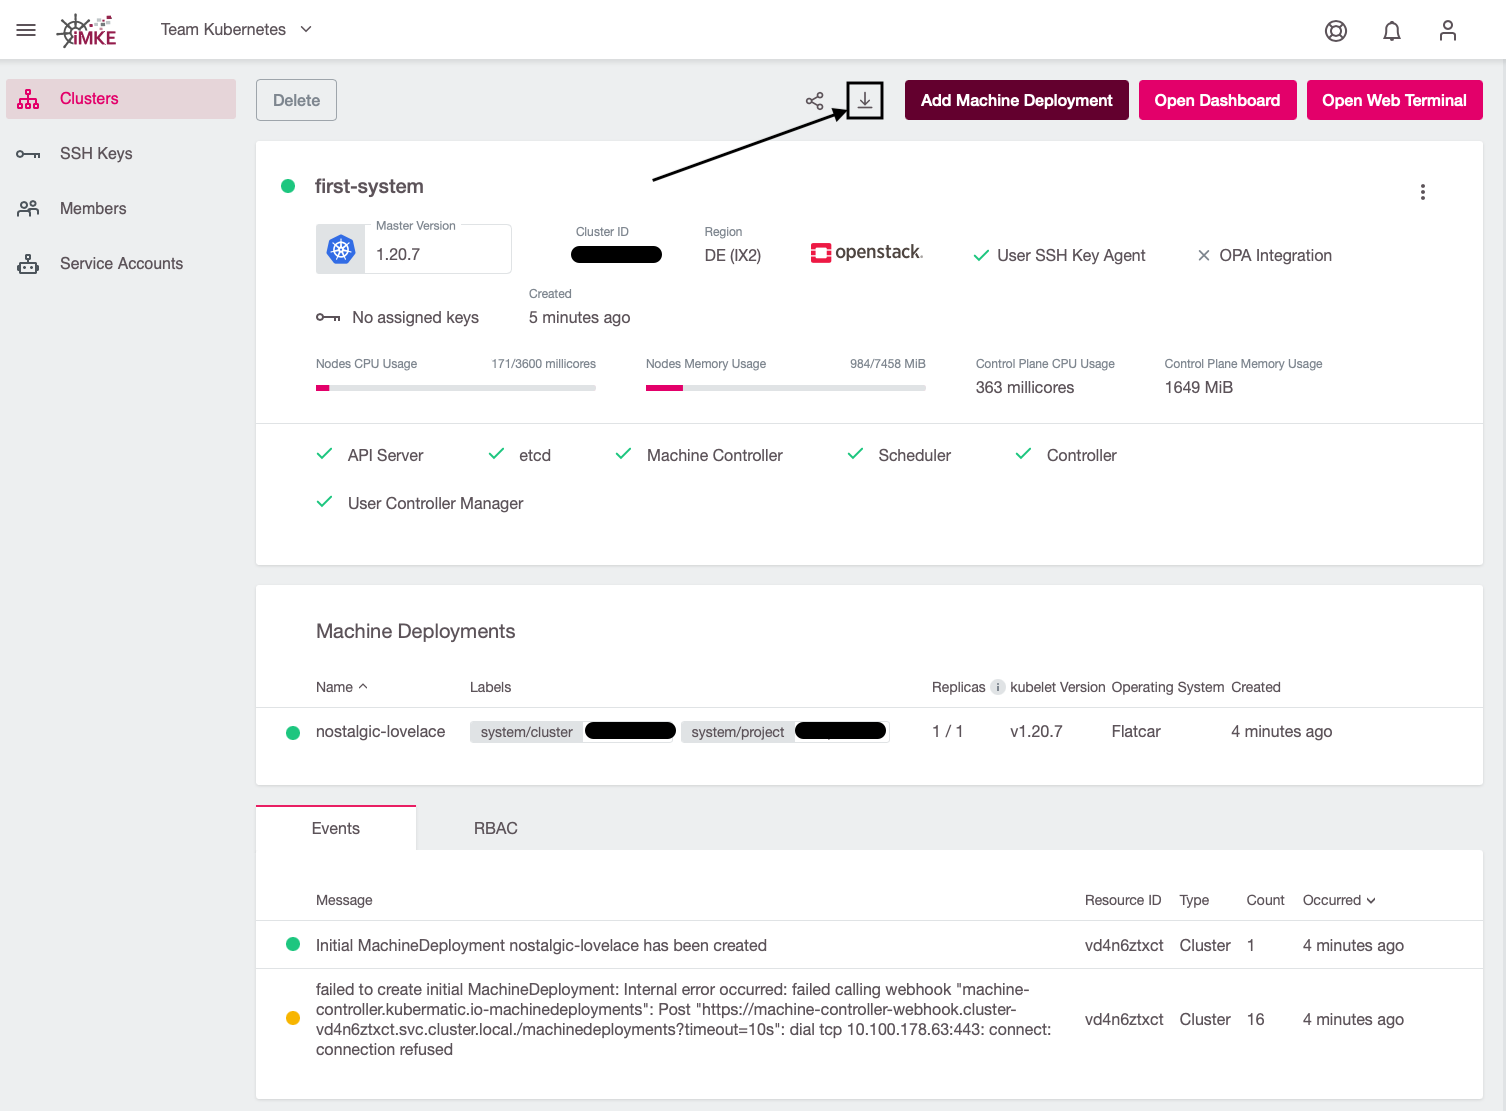 iMKE
Team Kubernetes
Clusters
SSH Keys
Members
Service Accounts
Delete
Add Machine Deployment
Open Dashboard
Open Web Terminal
first-system
Master Version
1.20.7
Cluster ID
Region
DE (IX2)
openstack.
User SSH Key Agent
OPA Integration
No assigned keys
Created
5 minutes ago
Nodes CPU Usage
171/3600 millicores
Nodes Memory Usage
984/7458 MiB
Control Plane CPU Usage
363 millicores
Control Plane Memory Usage
1649 MiB
API Server
etcd
Machine Controller
Scheduler
Controller
User Controller Manager
Machine Deployments
Name Labels Replicas i kubelet Version Operating System Created
nostalgic-lovelace system/cluster system/project 1 / 1 v1.20.7 Flatcar 4 minutes ago
Events
RBAC
Message Resource ID Type Count Occurred
Initial MachineDeployment nostalgic-lovelace has been created vd4n6ztxct Cluster 1 4 minutes ago
failed to create initial MachineDeployment: Internal error occurred: failed calling webhook "machine-
controller.kubermatic.io-machinedeployments": Post "https://machine-controller-webhook.cluster-
vd4n6ztxct.svc.cluster.local./machinedeployments?timeout=10s": dial tcp 10.100.178.63:443: connect:
connection refused
vd4n6ztxct Cluster 16 4 minutes ago